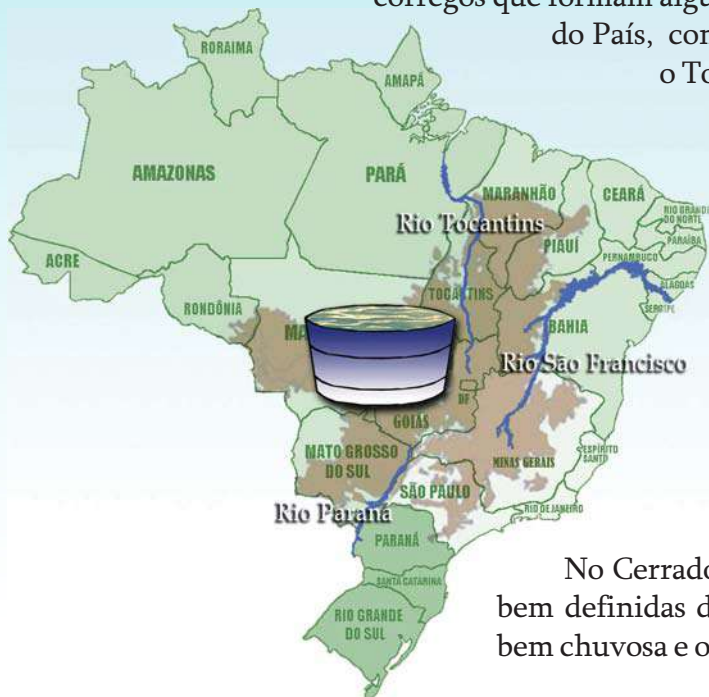 córregos que formam algu
do País, cor
o To
RORAIMA
AMAPÁ
AMAZONAS
PARÁ
MARANHÃO
CEARÁ
RIO GRANDE
DO NORTE
Rio Tocantins
PARAÍBA
PIAUÍ
PERNAMBUCO
ACRE
ALAGOAS
TOCANTINS
SERGIPE
RONDÔNIA
MA
BAHIA
Rio São Francisco
DF
GOIÁS
MATO GROSSO
DO SUL
MINAS GERAIS
ESPÍRITO
SANTO
SÃO PAULO
RIO DE JANEIRO
Rio Paraná
PARANÁ
SANTA CATARINA
RIO GRANDE
DO SUL
No Cerrado
bem definidas d
bem chuvosa e o